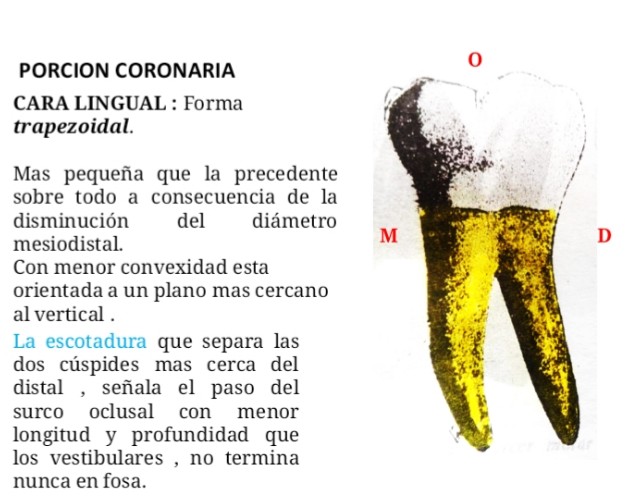 PORCION CORONARIA
CARA LINGUAL : Forma
trapezoidal.
Mas pequeña que la precedente
sobre todo a consecuencia de la
disminución del diámetro
mesiodistal.
Con menor convexidad esta
orientada a un plano mas cercano
al vertical .
La escotadura que separa las
dos cúspides mas cerca del
distal , señala el paso del
surco oclusal con menor
longitud y profundidad que
los vestibulares , no termina
nunca en fosa.
O
M
D